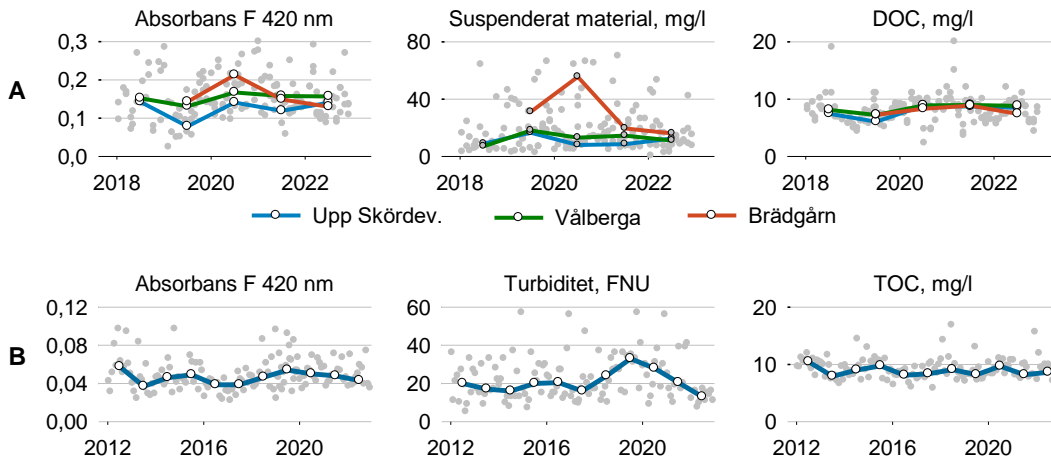 Absorbans F 420 nm
Suspenderat material, mg/l
DOC, mg/l
A
0,3
0,2
0,1
0,0
2018 2020 2022
80
40
0
2018 2020 2022
20
10
0
2018 2020 2022
Upp Skördev. Vålberga Brädgårn
Absorbans F 420 nm
Turbiditet, FNU
TOC, mg/l
B
0,12
0,08
0,04
0,00
2012 2016 2020
60
40
20
0
2012 2016 2020
20
10
0
2012 2016 2020